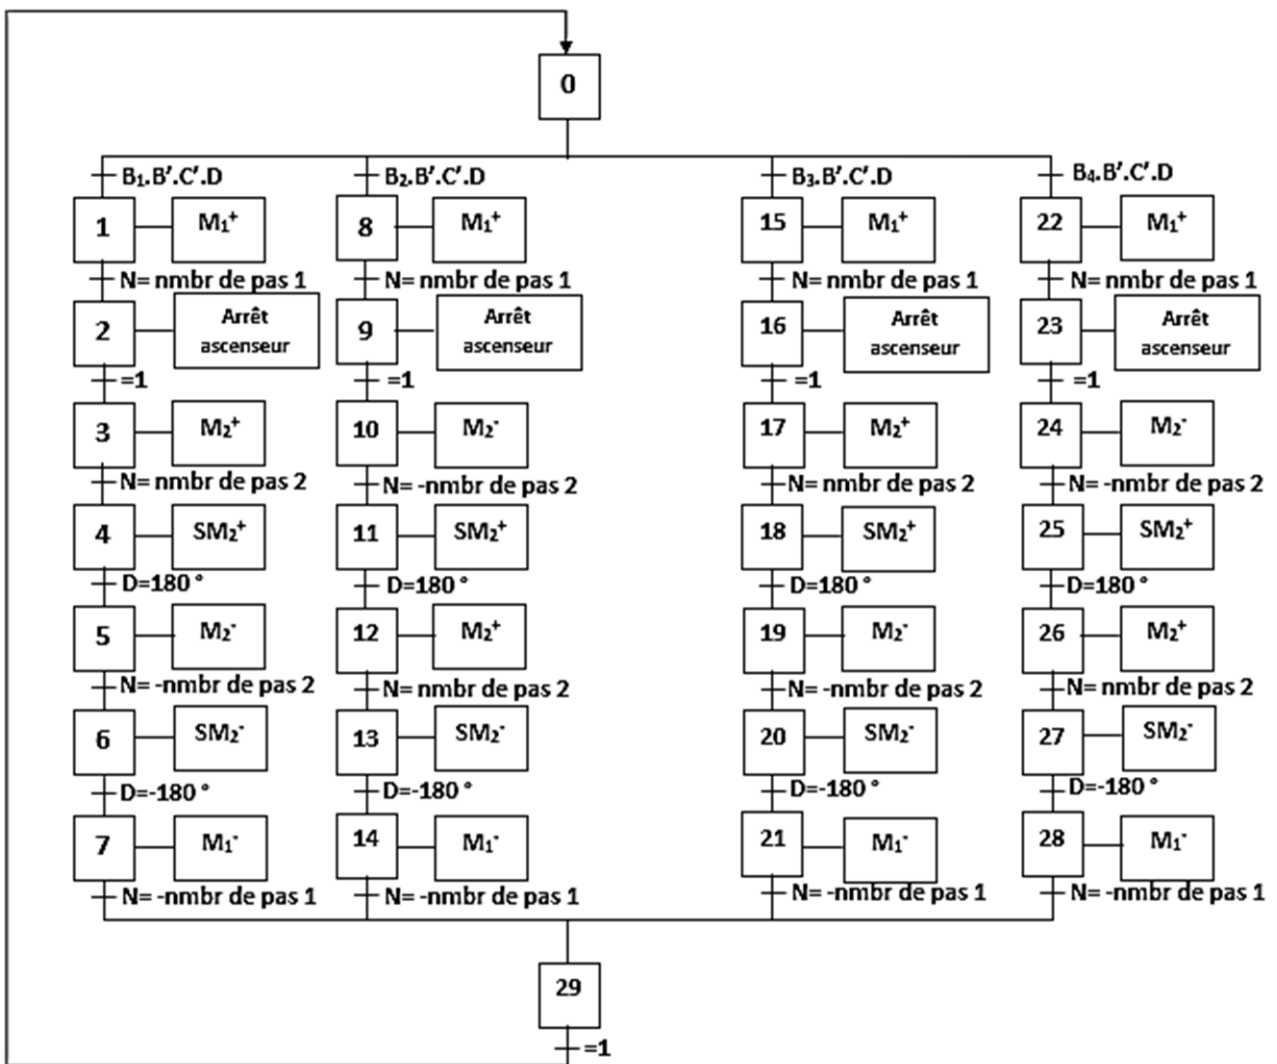 0
B₁.B'.C'.D B₂.B'.C'.D B₃.B'.C'.D B₄.B'.C'.D
1 M₁⁺ 8 M₁⁺ 15 M₁⁺ 22 M₁⁺
N= nmbr de pas 1 N= nmbr de pas 1 N= nmbr de pas 1 N= nmbr de pas 1
2 Arrêt ascenseur 9 Arrêt ascenseur 16 Arrêt ascenseur 23 Arrêt ascenseur
=1 =1 =1 =1
3 M₂⁺ 10 M₂⁻ 17 M₂⁺ 24 M₂⁻
N= nmbr de pas 2 N= -nmbr de pas 2 N= nmbr de pas 2 N= -nmbr de pas 2
4 SM₂⁺ 11 SM₂⁺ 18 SM₂⁺ 25 SM₂⁺
D=180 ° D=180 ° D=180 ° D=180 °
5 M₂⁻ 12 M₂⁺ 19 M₂⁻ 26 M₂⁺
N= -nmbr de pas 2 N= nmbr de pas 2 N= -nmbr de pas 2 N= nmbr de pas 2
6 SM₂⁻ 13 SM₂⁻ 20 SM₂⁻ 27 SM₂⁻
D=-180 ° D=-180 ° D=-180 ° D=-180 °
7 M₁⁻ 14 M₁⁻ 21 M₁⁻ 28 M₁⁻
N= -nmbr de pas 1 N= -nmbr de pas 1 N= -nmbr de pas 1 N= -nmbr de pas 1
29
=1